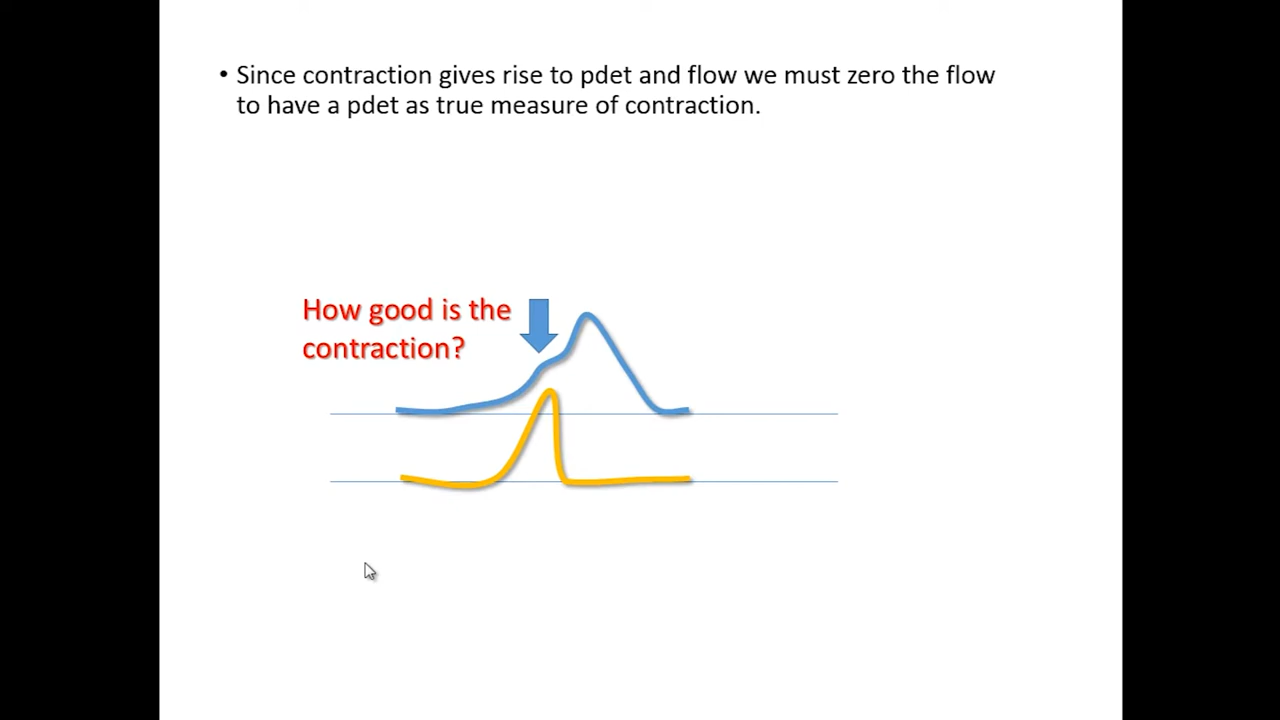 • Since contraction gives rise to pdet and flow we must zero the flow
to have a pdet as true measure of contraction.
How good is the
contraction?